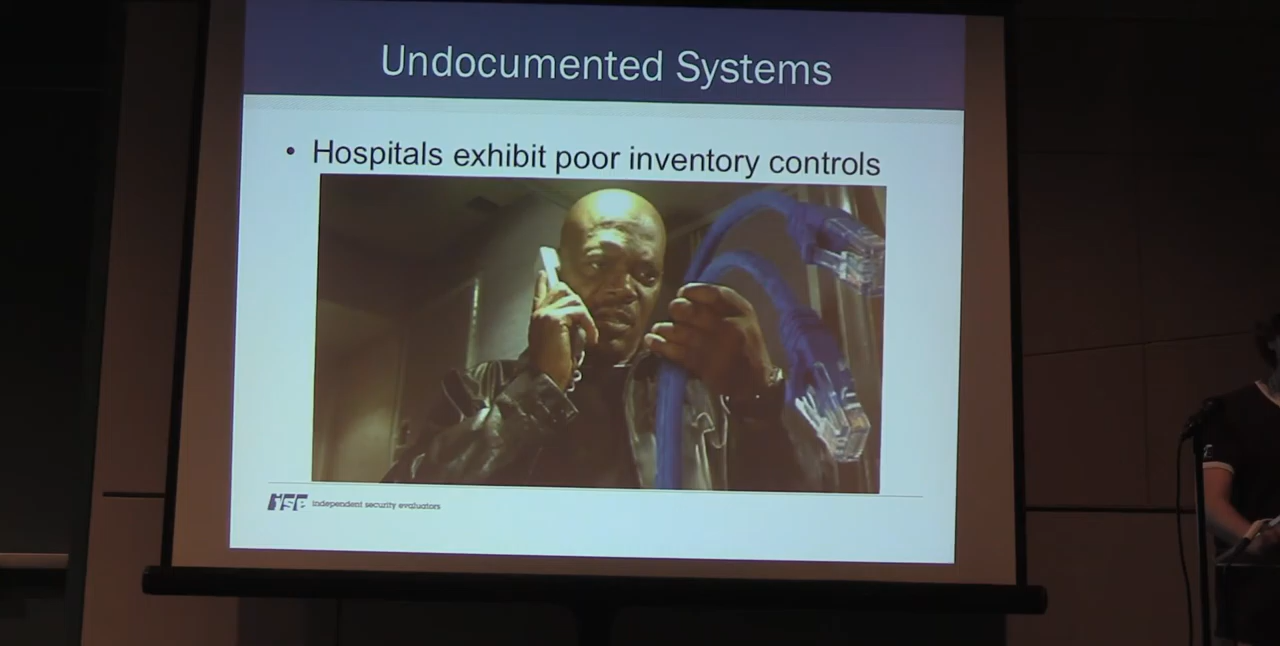 Undocumented Systems
• Hospitals exhibit poor inventory controls
ise independent security evaluators